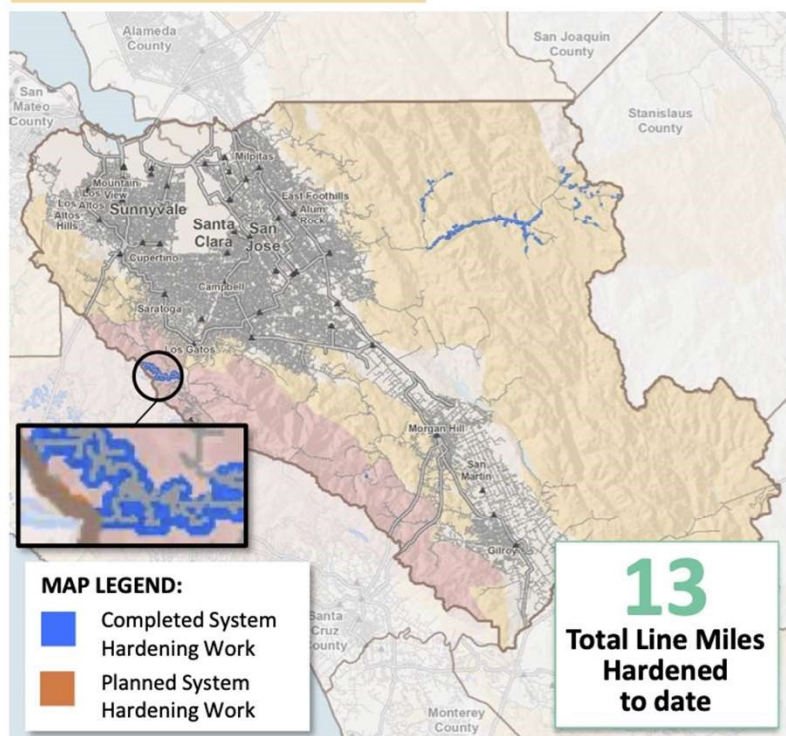 Alameda
County
San Joaquin
County
San
Mateo
County
Stanislaus
County
Milpitas
Mountain
View
Los
Altos
Los
Altos
Hills
Sunnyvale
East Foothills
Alum
Rock
Santa
Clara
San
Jose
Cupertino
Campbell
Saratoga
Los Gatos
Morgan Hill
San
Martin
Gilroy
MAP LEGEND:
Completed System
Hardening Work
Planned System
Hardening Work
Santa
Cruz
County
Monterey
County
13
Total Line Miles
Hardened
to date